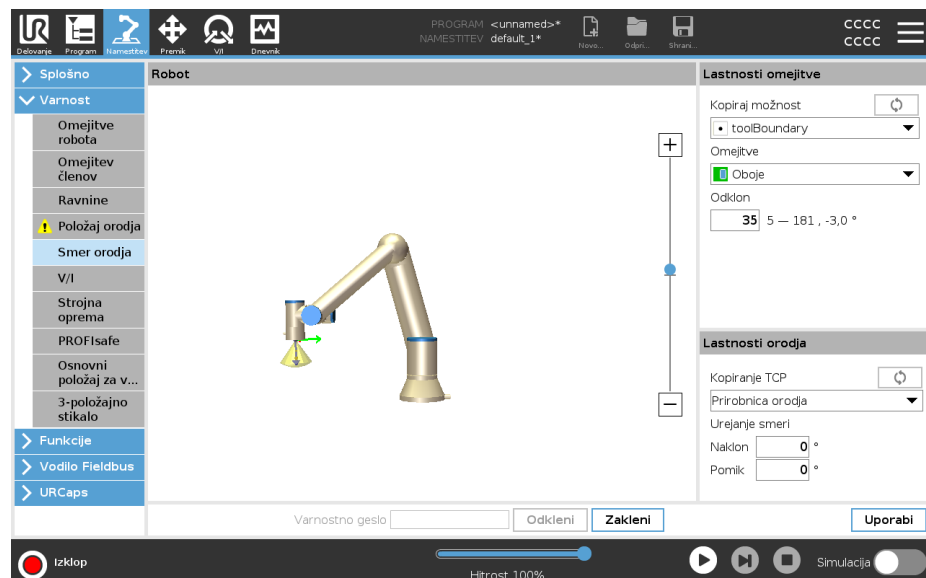 PROGRAM <unnamed>*
NAMESTITEV default_1*
Delovanje Program Namestitev Premik V/I Dnevnik
Novo... Odpri... Shrani...
CCCC
CCCC
Splošno
Varnost
Omejitve
robota
Omejitev
členov
Ravnine
Položaj orodja
Smer orodja
V/I
Strojna
oprema
PROFIsafe
Osnovni
položaj za v...
3-položajno
stikalo
Funkcije
Vodilo Fieldbus
URCaps
Robot
+
−
Lastnosti omejitve
Kopiraj možnost
toolBoundary
Omejitve
Oboje
Odklon
35 5 — 181 , -3,0 °
Lastnosti orodja
Kopiranje TCP
Prirobnica orodja
Urejanje smeri
Naklon 0 °
Pomik 0 °
Varnostno geslo Odkleni Zakleni Uporabi
Izklop
Hitrost 100%
Simulacija